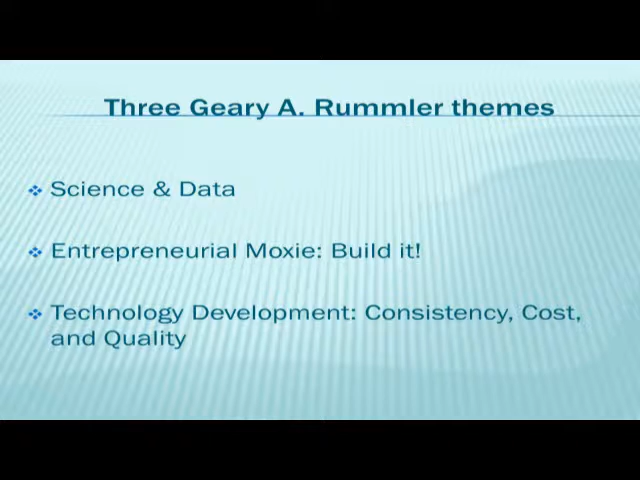 Three Geary A. Rummler themes
Science & Data
Entrepreneurial Moxie: Build it!
Technology Development: Consistency, Cost,
and Quality